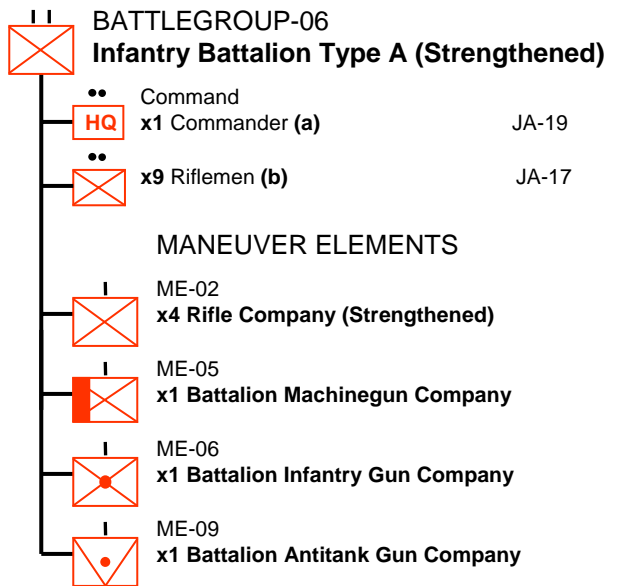 BATTLEGROUP-06
Infantry Battalion Type A (Strengthened)
Command
HQ x1 Commander (a) JA-19
x9 Riflemen (b) JA-17
MANEUVER ELEMENTS
ME-02
x4 Rifle Company (Strengthened)
ME-05
x1 Battalion Machinegun Company
ME-06
x1 Battalion Infantry Gun Company
ME-09
x1 Battalion Antitank Gun Company